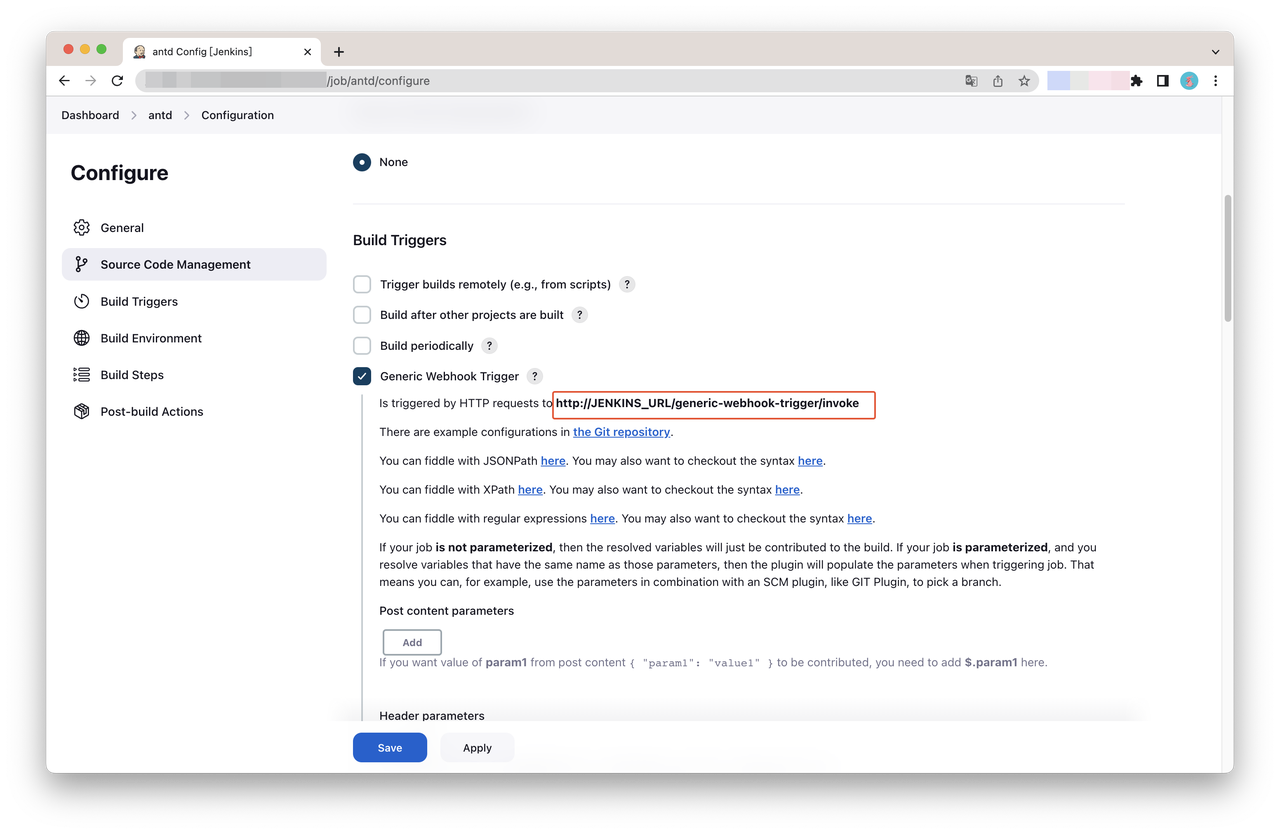 antd Config [Jenkins]
/job/antd/configure
Dashboard > antd > Configuration
Configure
General
Source Code Management
Build Triggers
Build Environment
Build Steps
Post-build Actions
None
Build Triggers
Trigger builds remotely (e.g., from scripts) ?
Build after other projects are built ?
Build periodically ?
Generic Webhook Trigger ?
Is triggered by HTTP requests to http://JENKINS_URL/generic-webhook-trigger/invoke
There are example configurations in the Git repository.
You can fiddle with JSONPath here. You may also want to checkout the syntax here.
You can fiddle with XPath here. You may also want to checkout the syntax here.
You can fiddle with regular expressions here. You may also want to checkout the syntax here.
If your job is not parameterized, then the resolved variables will just be contributed to the build. If your job is parameterized, and you
resolve variables that have the same name as those parameters, then the plugin will populate the parameters when triggering job. That
means you can, for example, use the parameters in combination with an SCM plugin, like GIT Plugin, to pick a branch.
Post content parameters
Add
If you want value of param1 from post content { "param1": "value1" } to be contributed, you need to add $.param1 here.
Header parameters
Save
Apply